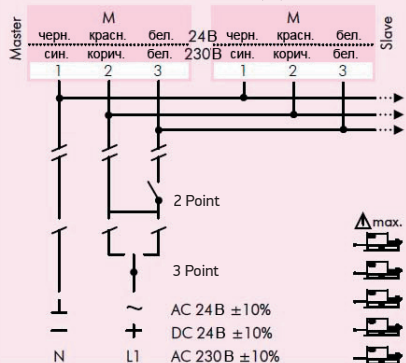 Master
M
M
Slave
черн. красн. бел. 24В черн. красн. бел.
син. корич. бел. 230В син. корич. бел.
1 2 3 1 2 3
2 Point
max.
3 Point
⊥ ~ AC 24В ±10%
− + DC 24В ±10%
N L1 AC 230В ±10%